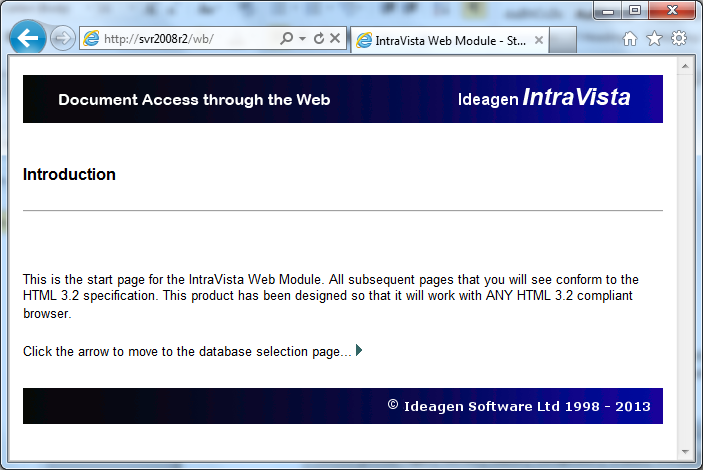 http://svr2008r2/wb/
IntraVista Web Module - St...
Document Access through the Web
Ideagen IntraVista
Introduction
This is the start page for the IntraVista Web Module. All subsequent pages that you will see conform to the
HTML 3.2 specification. This product has been designed so that it will work with ANY HTML 3.2 compliant
browser.
Click the arrow to move to the database selection page...
© Ideagen Software Ltd 1998 - 2013